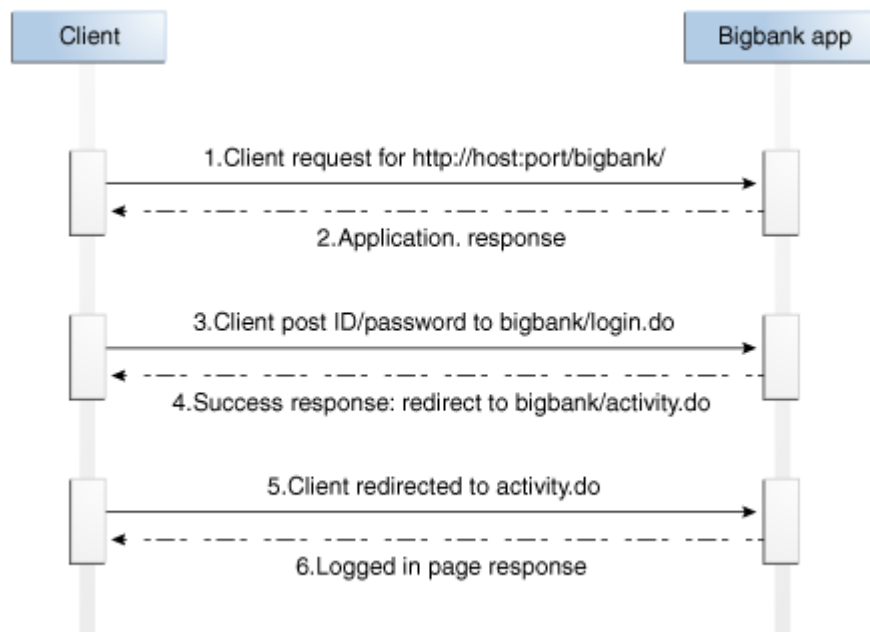 Client
Bigbank app
1.Client request for http://host:port/bigbank/
2.Application. response
3.Client post ID/password to bigbank/login.do
4.Success response: redirect to bigbank/activity.do
5.Client redirected to activity.do
6.Logged in page response